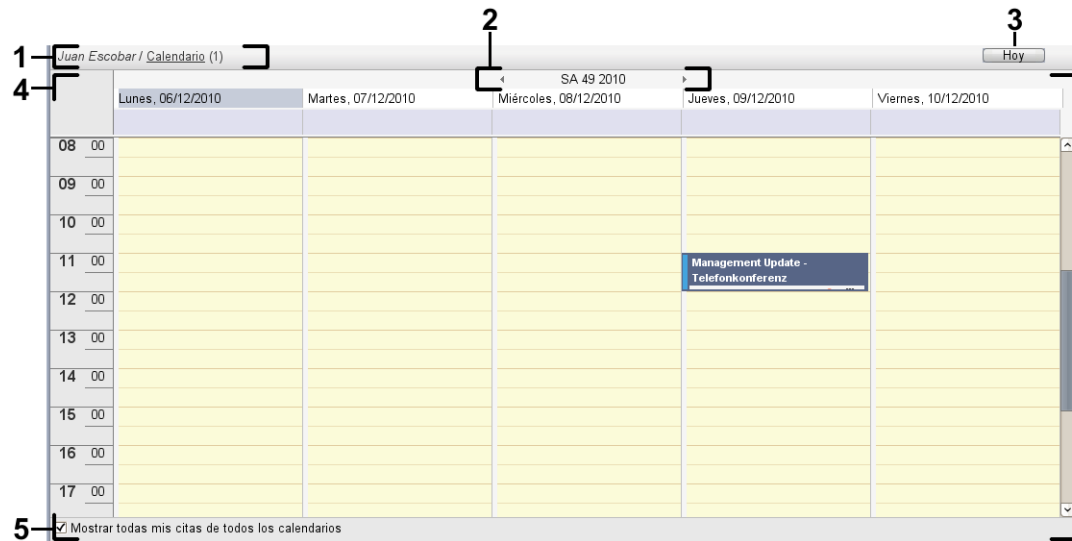 2
3
1
Juan Escobar / Calendario (1)
Hoy
4
SA 49 2010
Lunes, 06/12/2010 Martes, 07/12/2010 Miércoles, 08/12/2010 Jueves, 09/12/2010 Viernes, 10/12/2010
08 00
09 00
10 00
11 00
Management Update -
Telefonkonferenz
12 00
13 00
14 00
15 00
16 00
17 00
5
Mostrar todas mis citas de todos los calendarios